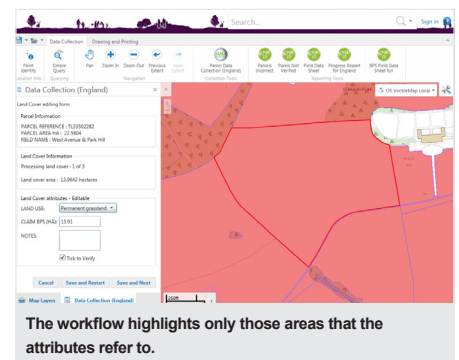 Search...
Sign in
Data Collection Drawing and Printing
Point Identify
Simple Query
Pan
Zoom In
Zoom Out
Previous Extent
Next Extent
Parcel Data Collection (England)
Parcels Incorrect
Parcels Not Verified
Field Data Sheet
Progress Report for England
BPS Field Data Sheet full
Querying
Navigation
Collection Tools
Reporting Tools
Data Collection (England)
OS VectorMap Local
Land Cover editing form
Parcel Information
PARCEL REFERENCE : TL33502282
PARCEL AREA HA : 22.5804
FIELD NAME : West Avenue & Park Hill
Land Cover Information
Processing land cover : 1 of 3
Land cover area : 13.9642 hectares
Land Cover attributes - Editable
LAND USE: Permanent grassland
CLAIM BPS (HA): 13.91
NOTES:
Tick to Verify
Cancel Save and Restart Save and Next
Map Layers Data Collection (England)
250ft
The workflow highlights only those areas that the
attributes refer to.